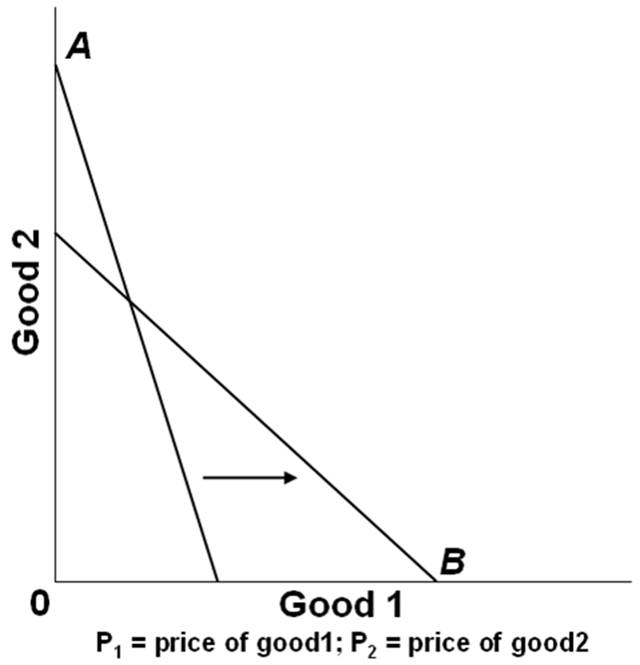 A
Good 2
B
0
Good 1
P₁ = price of good1; P₂ = price of good2